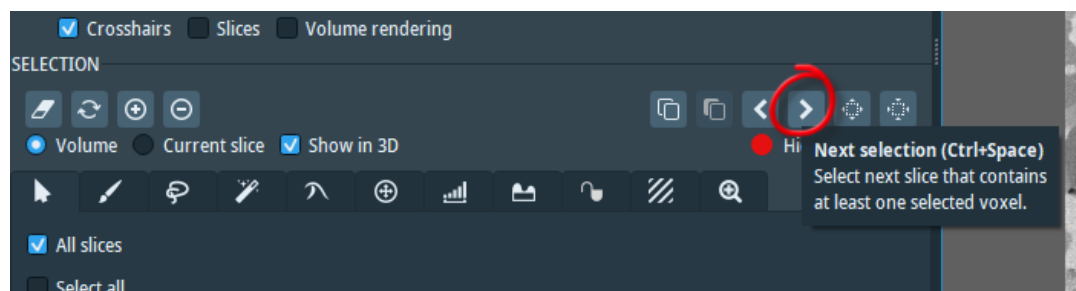 Crosshairs Slices Volume rendering
SELECTION
Volume Current slice Show in 3D
Next selection (Ctrl+Space)
Select next slice that contains
at least one selected voxel.
All slices
Select all